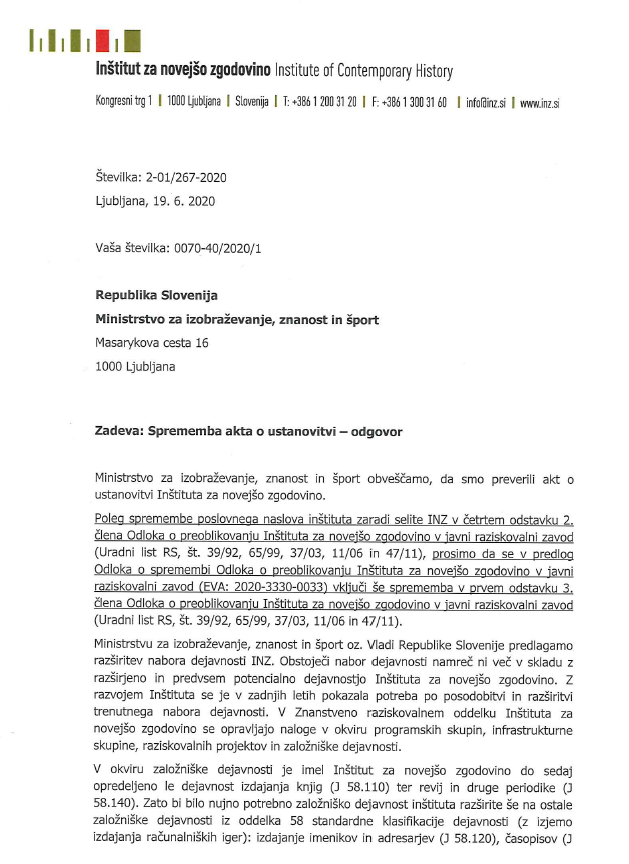 Inštitut za novejšo zgodovino Institute of Contemporary History
Kongresni trg 1 | 1000 Ljubljana | Slovenija | T: +386 1 200 31 20 | F: +386 1 300 31 60 | info@inz.si | www.inz.si
Številka: 2-01/267-2020
Ljubljana, 19. 6. 2020
Vaša številka: 0070-40/2020/1
Republika Slovenija
Ministrstvo za izobraževanje, znanost in šport
Masarykova cesta 16
1000 Ljubljana
Zadeva: Sprememba akta o ustanovitvi – odgovor
Ministrstvo za izobraževanje, znanost in šport obveščamo, da smo preverili akt o
ustanovitvi Inštituta za novejšo zgodovino.
Poleg spremembe poslovnega naslova inštituta zaradi selite INZ v četrtem odstavku 2.
člena Odloka o preoblikovanju Inštituta za novejšo zgodovino v javni raziskovalni zavod
(Uradni list RS, št. 39/92, 65/99, 37/03, 11/06 in 47/11), prosimo da se v predlog
Odloka o spremembi Odloka o preoblikovanju Inštituta za novejšo zgodovino v javni
raziskovalni zavod (EVA: 2020-3330-0033) vključi še sprememba v prvem odstavku 3.
člena Odloka o preoblikovanju Inštituta za novejšo zgodovino v javni raziskovalni zavod
(Uradni list RS, št. 39/92, 65/99, 37/03, 11/06 in 47/11).
Ministrstvu za izobraževanje, znanost in šport oz. Vladi Republike Slovenije predlagamo
razširitev nabora dejavnosti INZ. Obstoječi nabor dejavnosti namreč ni več v skladu z
razširjeno in predvsem potencialno dejavnostjo Inštituta za novejšo zgodovino. Z
razvojem Inštituta se je v zadnjih letih pokazala potreba po posodobitvi in razširitvi
trenutnega nabora dejavnosti. V Znanstveno raziskovalnem oddelku Inštituta za
novejšo zgodovino se opravljajo naloge v okviru programskih skupin, infrastrukturne
skupine, raziskovalnih projektov in založniške dejavnosti.
V okviru založniške dejavnosti je imel Inštitut za novejšo zgodovino do sedaj
opredeljeno le dejavnost izdajanja knjig (J 58.110) ter revij in druge periodike (J
58.140). Zato bi bilo nujno potrebno založniško dejavnost inštituta razširite še na ostale
založniške dejavnosti iz oddelka 58 standardne klasifikacije dejavnosti (z izjemo
izdajanja računalniških iger): izdajanje imenikov in adresarjev (J 58.120), časopisov (J